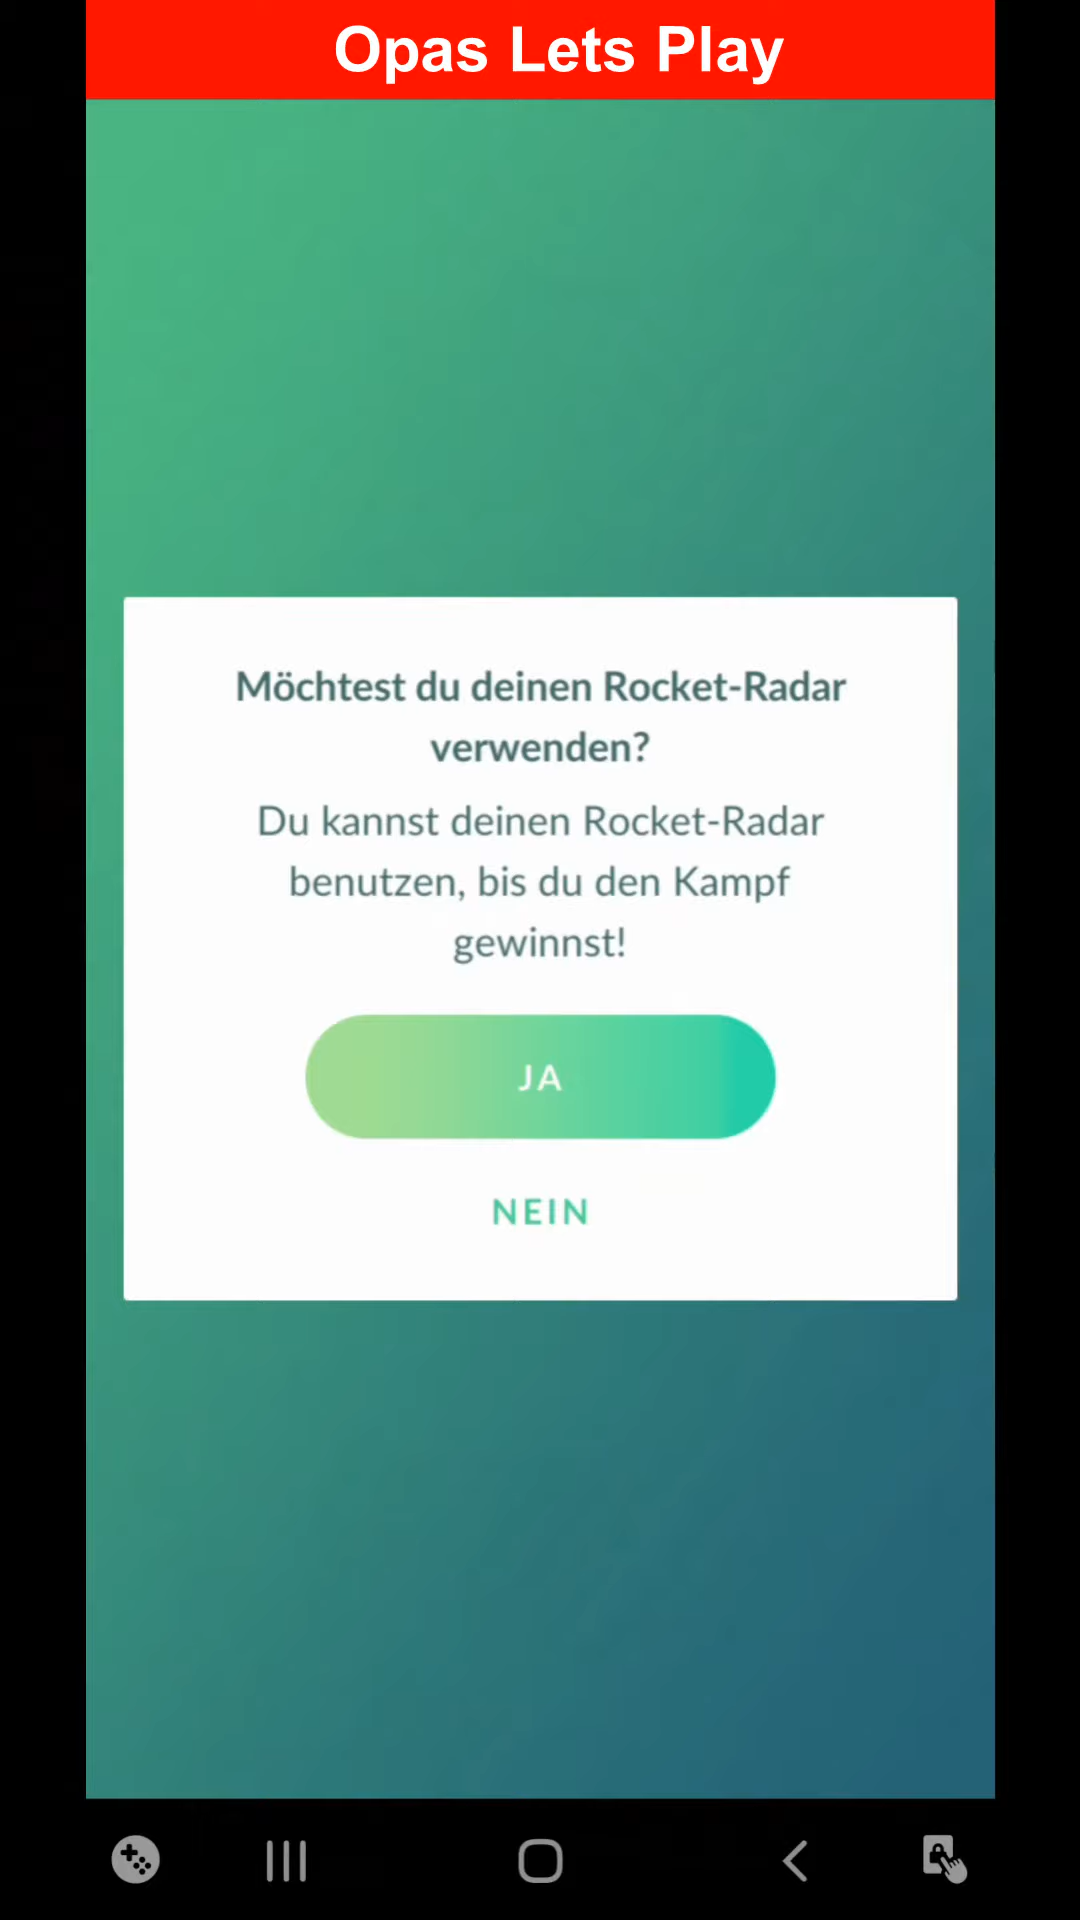 Opas Lets Play
Möchtest du deinen Rocket-Radar
verwenden?
Du kannst deinen Rocket-Radar
benutzen, bis du den Kampf
gewinnst!
JA
NEIN